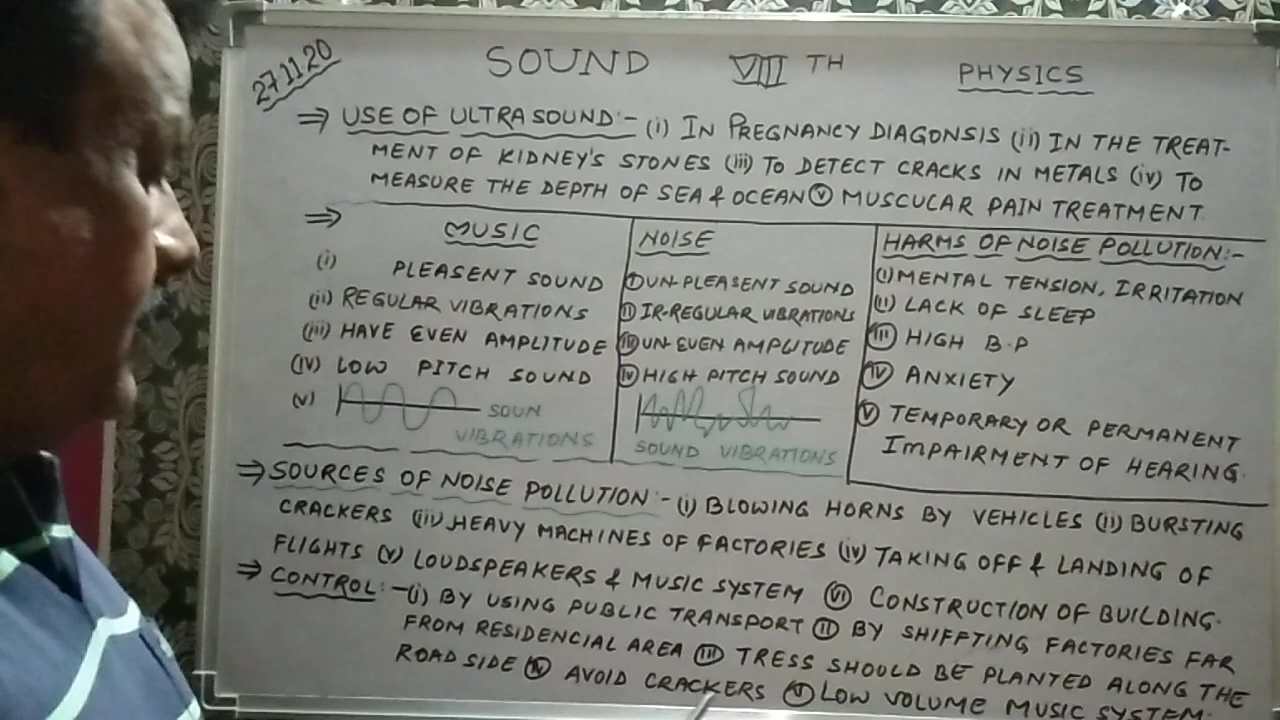 27.11.20
SOUND VIII TH PHYSICS
⇒ USE OF ULTRASOUND:- (i) IN PREGNANCY DIAGONSIS (ii) IN THE TREAT-
MENT OF KIDNEY'S STONES (iii) TO DETECT CRACKS IN METALS (iv) TO
MEASURE THE DEPTH OF SEA & OCEAN (V) MUSCULAR PAIN TREATMENT
⇒ MUSIC
(i) PLEASENT SOUND
(ii) REGULAR VIBRATIONS
(iii) HAVE EVEN AMPLITUDE
(IV) LOW PITCH SOUND
(V) SOUN
VIBRATIONS
NOISE
(I) UN-PLEASENT SOUND
(II) IR-REGULAR VIBRATIONS
(III) UN-EVEN AMPLITUDE
(IV) HIGH PITCH SOUND
SOUND VIBRATIONS
HARMS OF NOISE POLLUTION:-
(I) MENTAL TENSION, IRRITATION
(II) LACK OF SLEEP
(III) HIGH B.P
(IV) ANXIETY
(V) TEMPORARY OR PERMANENT
IMPAIRMENT OF HEARING.
⇒ SOURCES OF NOISE POLLUTION:- (i) BLOWING HORNS BY VEHICLES (ii) BURSTING
CRACKERS (iii) HEAVY MACHINES OF FACTORIES (iv) TAKING OFF & LANDING OF
FLIGHTS (V) LOUDSPEAKERS & MUSIC SYSTEM (VI) CONSTRUCTION OF BUILDING.
⇒ CONTROL:- (i) BY USING PUBLIC TRANSPORT (II) BY SHIFFTING FACTORIES FAR
FROM RESIDENCIAL AREA (III) TRESS SHOULD BE PLANTED ALONG THE
ROAD SIDE (IV) AVOID CRACKERS (V) LOW VOLUME MUSIC SYSTEM.